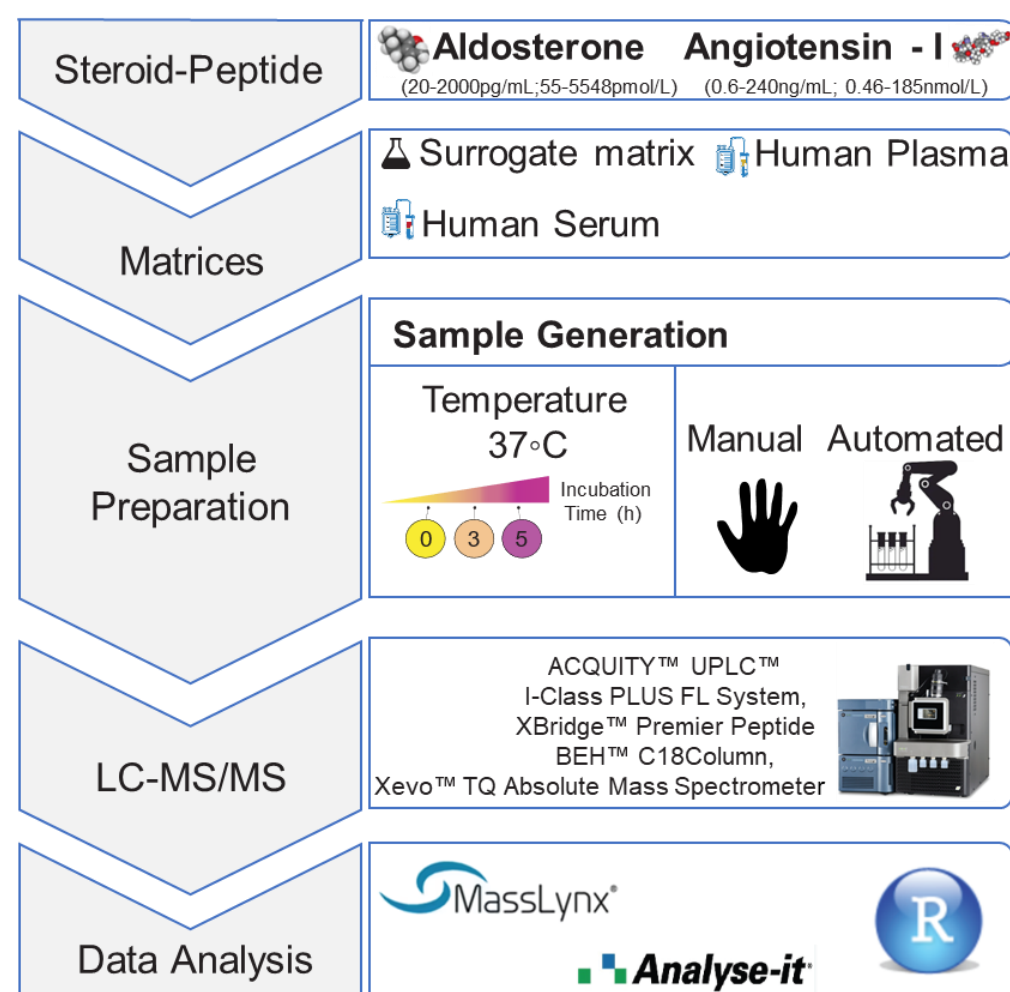 Steroid-Peptide
Aldosterone Angiotensin - I
(20-2000pg/mL;55-5548pmol/L) (0.6-240ng/mL; 0.46-185nmol/L)
Matrices
Surrogate matrix Human Plasma
Human Serum
Sample
Preparation
Sample Generation
Temperature
37◦C
Incubation
Time (h)
0 3 5
Manual Automated
LC-MS/MS
ACQUITY™ UPLC™
I-Class PLUS FL System,
XBridge™ Premier Peptide
BEH™ C18Column,
Xevo™ TQ Absolute Mass Spectrometer
Data Analysis
MassLynx®
R
Analyse-it